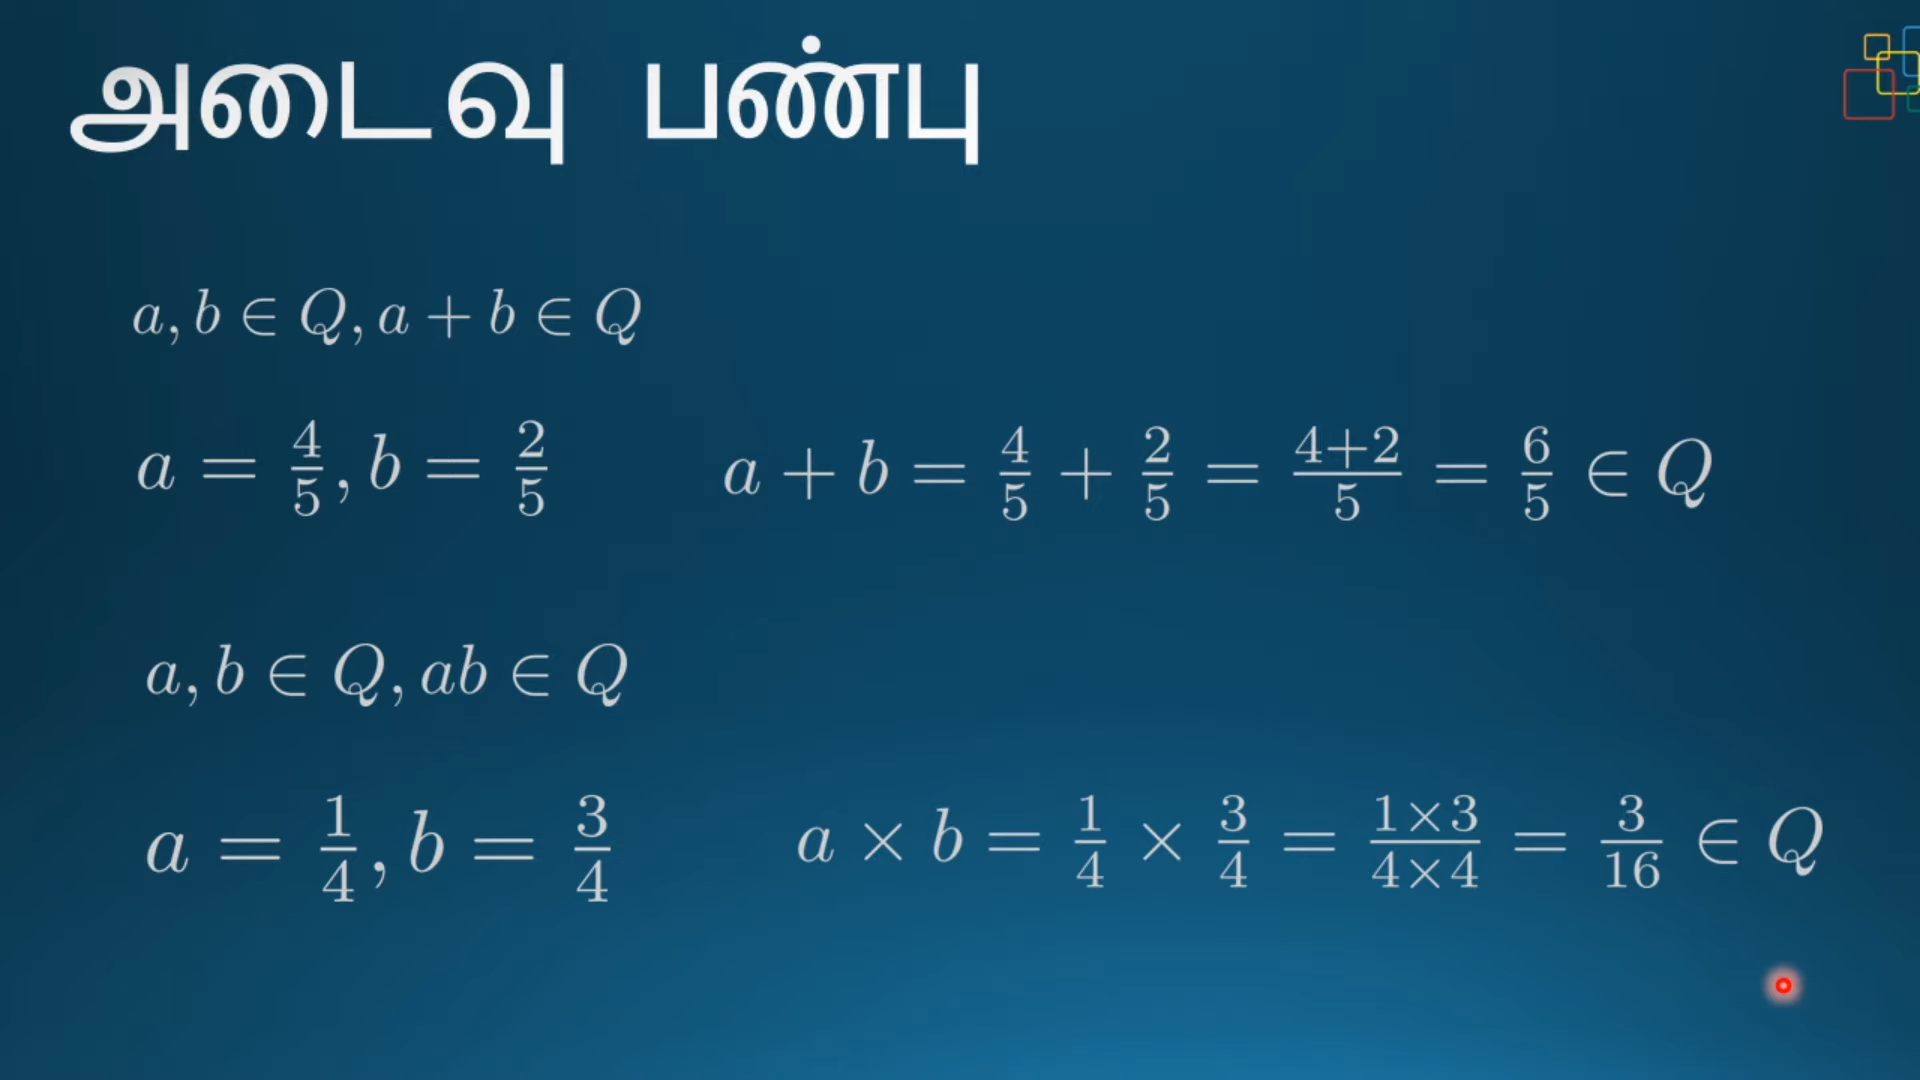 அடைவு பண்பு
a, b ∈ Q, a + b ∈ Q
a = 4/5, b = 2/5 a + b = 4/5 + 2/5 = 4+2/5 = 6/5 ∈ Q
a, b ∈ Q, ab ∈ Q
a = 1/4, b = 3/4 a × b = 1/4 × 3/4 = 1×3/4×4 = 3/16 ∈ Q